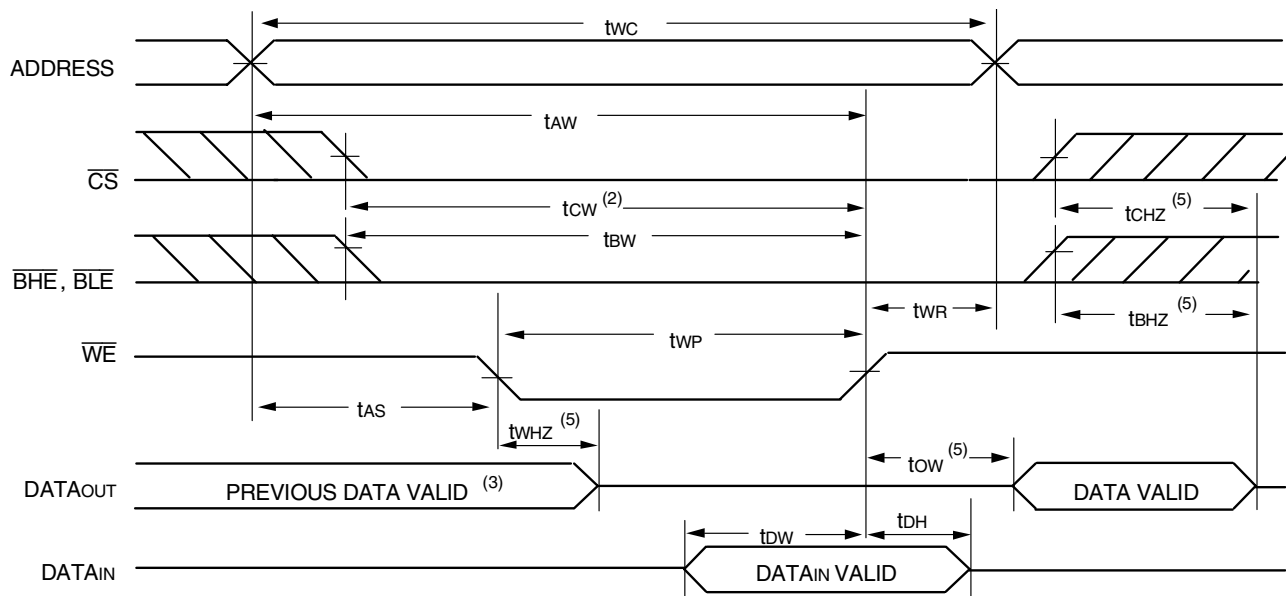 tWC
ADDRESS
tAW
CS
tCW (2)
tCHZ (5)
tBW
BHE, BLE
tWR
tBHZ (5)
tWP
WE
tAS
tWHZ (5)
tOW (5)
DATAOUT
PREVIOUS DATA VALID (3)
DATA VALID
tDW
tDH
DATAIN
DATAIN VALID